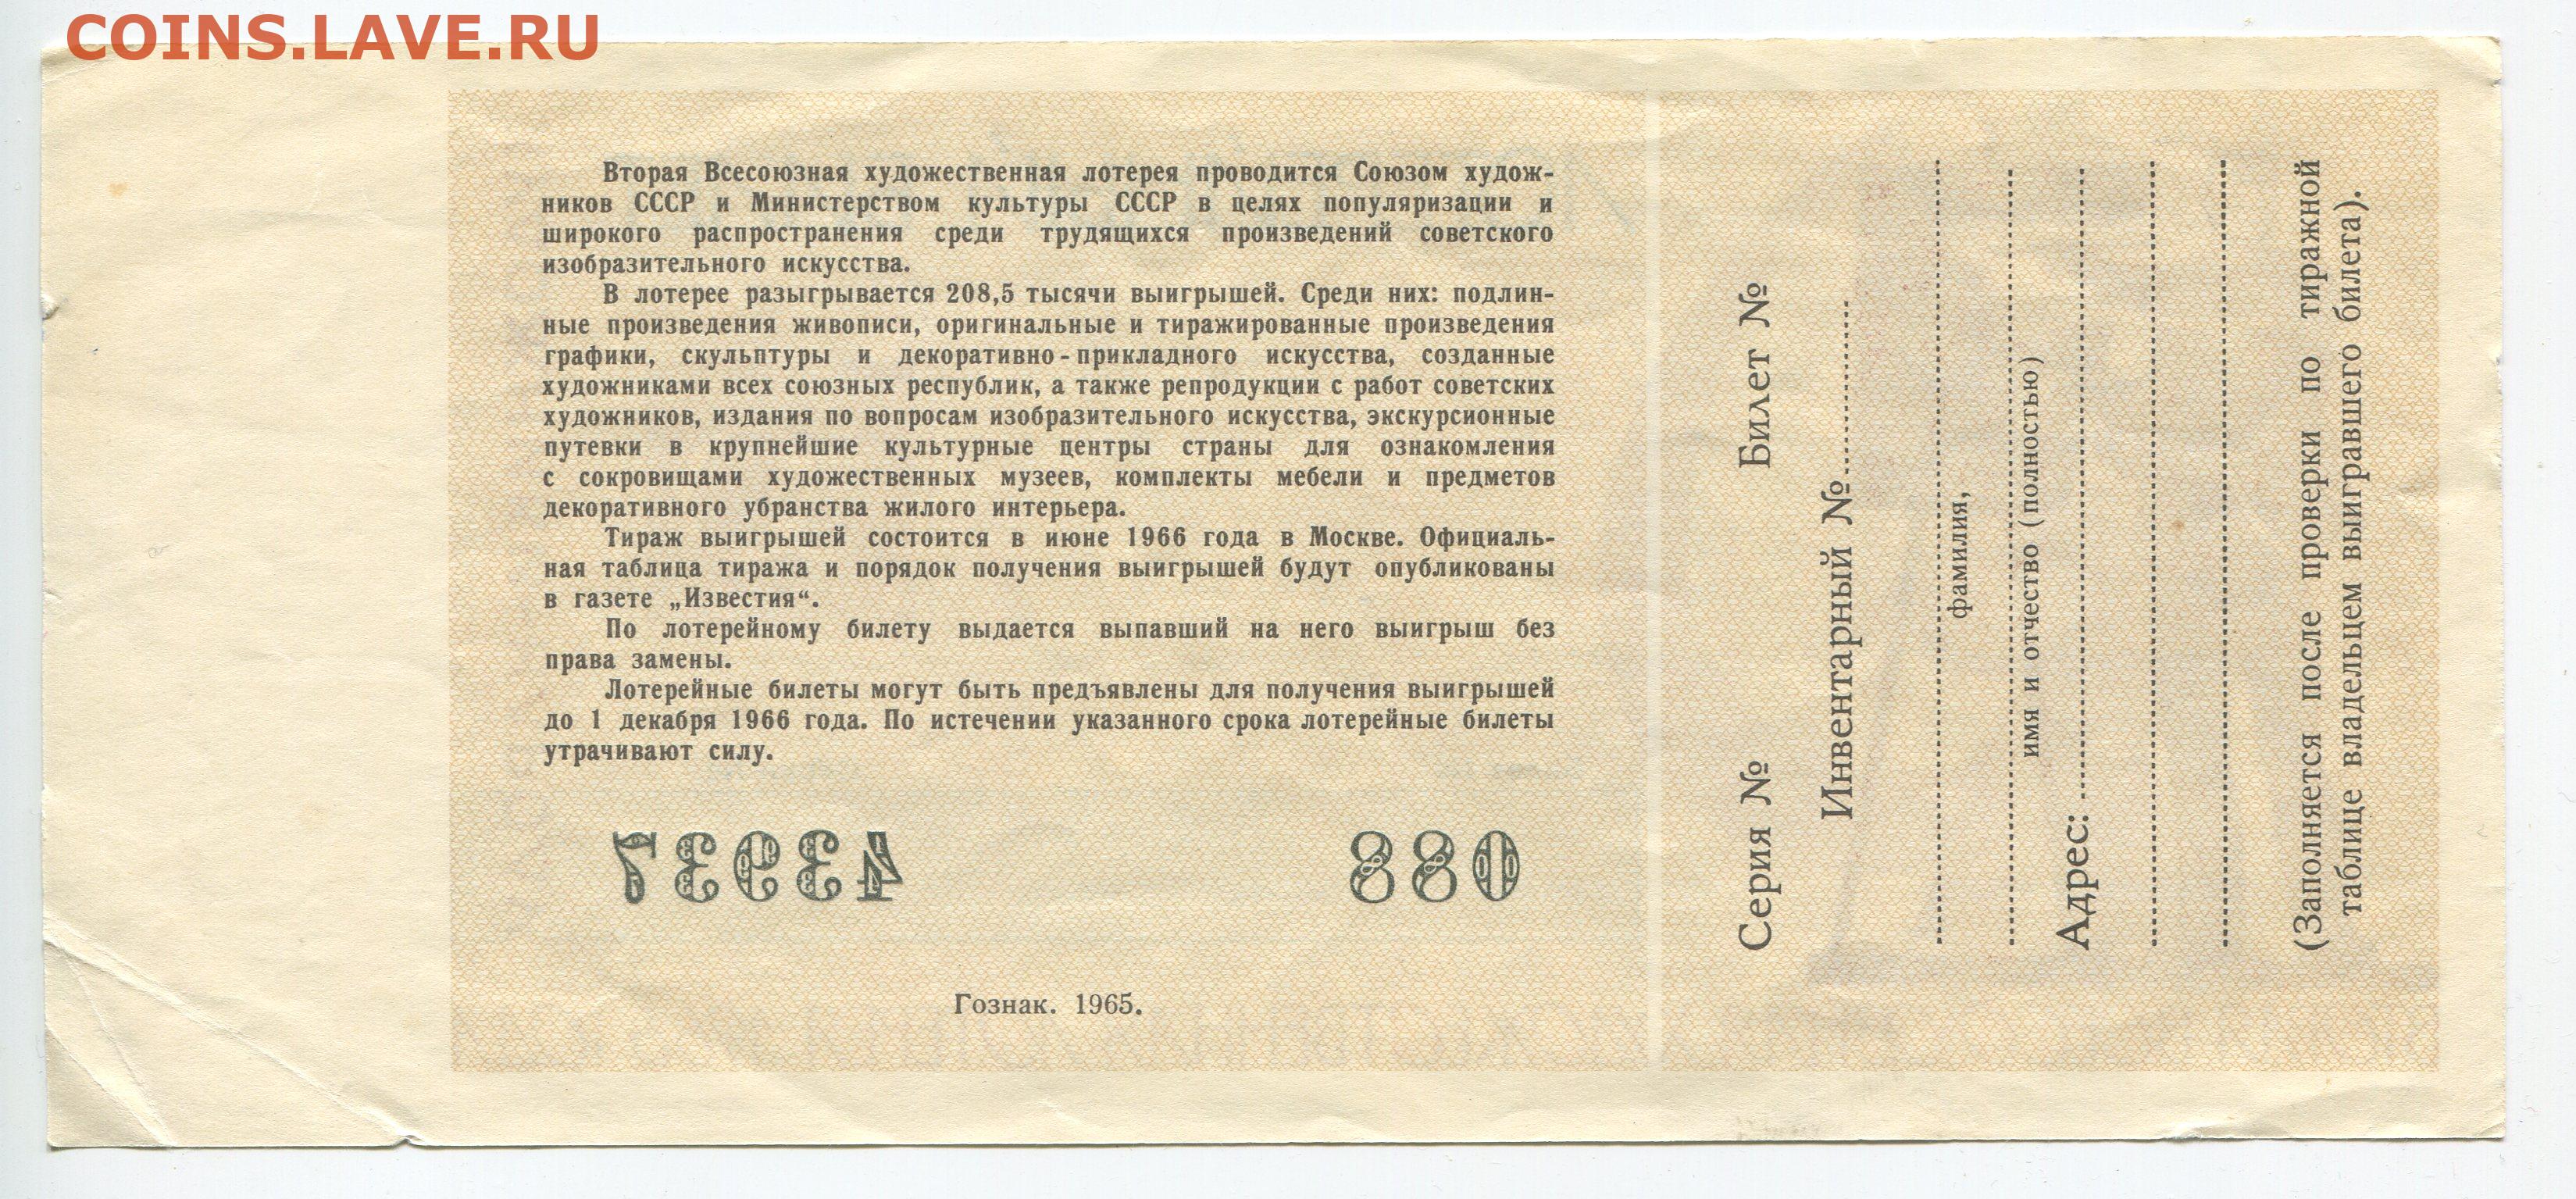 COINS.LAVE.RU
Вторая Всесоюзная художественная лотерея проводится Союзом худож-
ников СССР и Министерством культуры СССР в целях популяризации и
широкого распространения среди трудящихся произведений советского
изобразительного искусства.
В лотерее разыгрывается 208,5 тысячи выигрышей. Среди них: подлин-
ные произведения живописи, оригинальные и тиражированные произведения
графики, скульптуры и декоративно-прикладного искусства, созданные
художниками всех союзных республик, а также репродукции с работ советских
художников, издания по вопросам изобразительного искусства, экскурсионные
путевки в крупнейшие культурные центры страны для ознакомления
с сокровищами художественных музеев, комплекты мебели и предметов
декоративного убранства жилого интерьера.
Тираж выигрышей состоится в июне 1966 года в Москве. Официаль-
ная таблица тиража и порядок получения выигрышей будут опубликованы
в газете „Известия“.
По лотерейному билету выдается выпавший на него выигрыш без
права замены.
Лотерейные билеты могут быть предъявлены для получения выигрышей
до 1 декабря 1966 года. По истечении указанного срока лотерейные билеты
утрачивают силу.
43937
088
Гознак. 1965.
Серия № Билет №
Инвентарный №
фамилия,
имя и отчество (полностью)
Адрес:
(Заполняется после проверки по тиражной
таблице владельцем выигравшего билета).